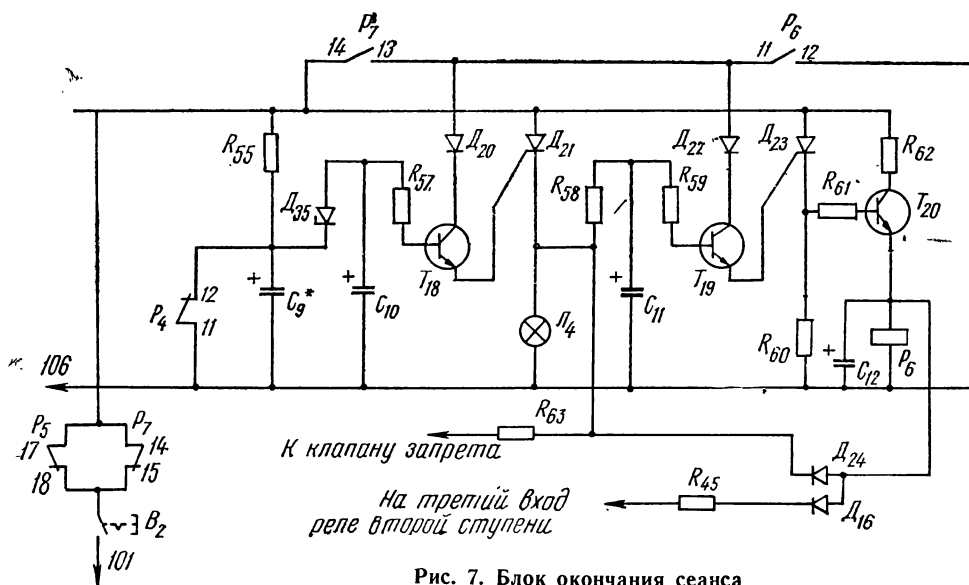 P₇ P₆
14 13 11 12
R₅₅ Д₂₀ Д₂₁ Д₂₂ Д₂₃ R₆₂
Д₃₅ R₅₇ R₅₈ R₅₉ R₆₁ T₂₀
T₁₈ T₁₉
P₄ 12 + C₉* + C₁₀ Л₄ + C₁₁ R₆₀ + C₁₂ P₆
11
106
P₅ P₇
17 14
18 15
R₆₃
К клапану запрета
Д₂₄
R₄₅
Д₁₆
На третий вход
реле второй ступени
B₂
101
Рис. 7. Блок окончания сеанса